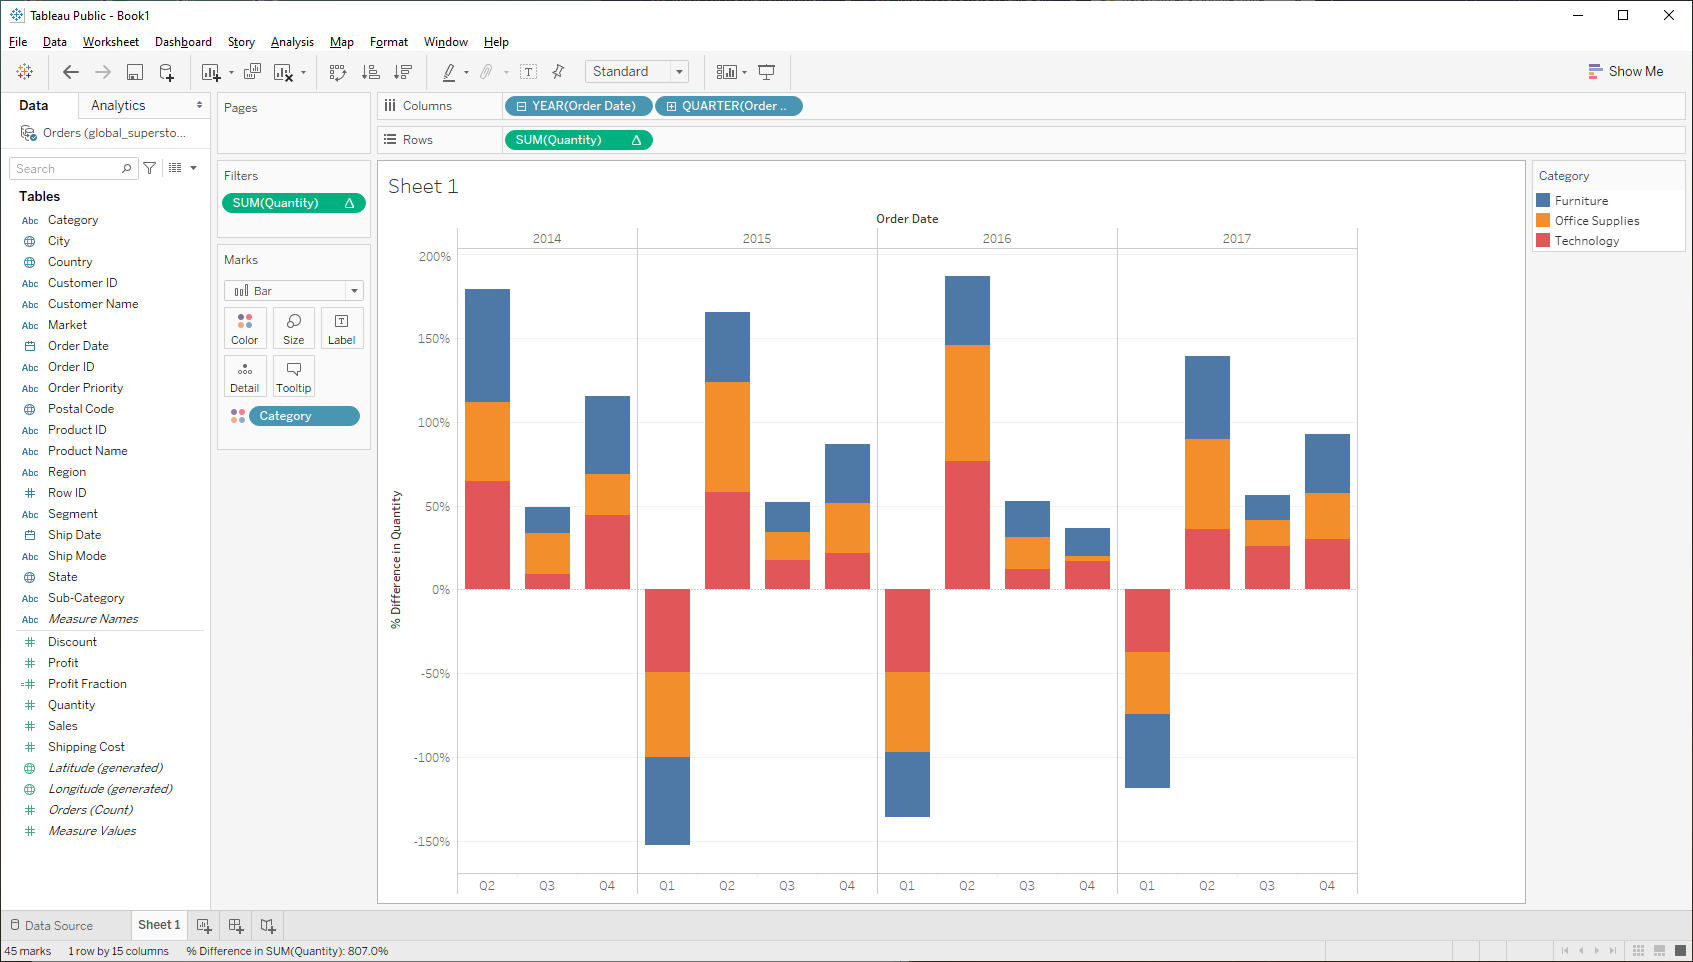 Tableau Public - Book1
File Data Worksheet Dashboard Story Analysis Map Format Window Help
Standard
Show Me
Data
Analytics
Orders (global_supersto...
Search
Tables
Abc Category
City
Country
Abc Customer ID
Abc Customer Name
Abc Market
Order Date
Abc Order ID
Abc Order Priority
Postal Code
Abc Product ID
Abc Product Name
Abc Region
# Row ID
Abc Segment
Ship Date
Abc Ship Mode
State
Abc Sub-Category
Abc Measure Names
# Discount
# Profit
=# Profit Fraction
# Quantity
# Sales
# Shipping Cost
Latitude (generated)
Longitude (generated)
# Orders (Count)
# Measure Values
Pages
Filters
SUM(Quantity) Δ
Marks
Bar
Color Size Label
Detail Tooltip
Category
Columns YEAR(Order Date) QUARTER(Order ..
Rows SUM(Quantity) Δ
Sheet 1
Order Date
2014 2015 2016 2017
% Difference in Quantity
200%
150%
100%
50%
0%
-50%
-100%
-150%
Q2 Q3 Q4 Q1 Q2 Q3 Q4 Q1 Q2 Q3 Q4 Q1 Q2 Q3 Q4
Category
Furniture
Office Supplies
Technology
Data Source Sheet 1
45 marks 1 row by 15 columns % Difference in SUM(Quantity): 807.0%